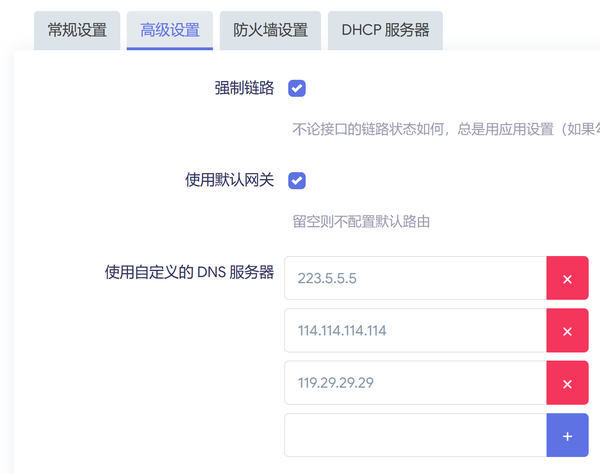 常规设置
高级设置
防火墙设置
DHCP 服务器
强制链路
不论接口的链路状态如何，总是用应用设置（如果
使用默认网关
留空则不配置默认路由
使用自定义的 DNS 服务器
223.5.5.5
114.114.114.114
119.29.29.29